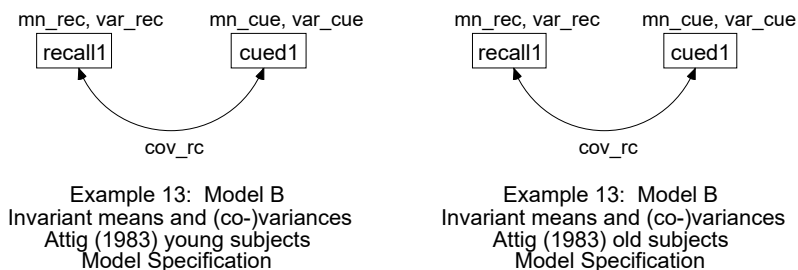 mn_rec, var_rec
mn_cue, var_cue
recall1
cued1
cov_rc
Example 13: Model B
Invariant means and (co-)variances
Attig (1983) young subjects
Model Specification
mn_rec, var_rec
mn_cue, var_cue
recall1
cued1
cov_rc
Example 13: Model B
Invariant means and (co-)variances
Attig (1983) old subjects
Model Specification